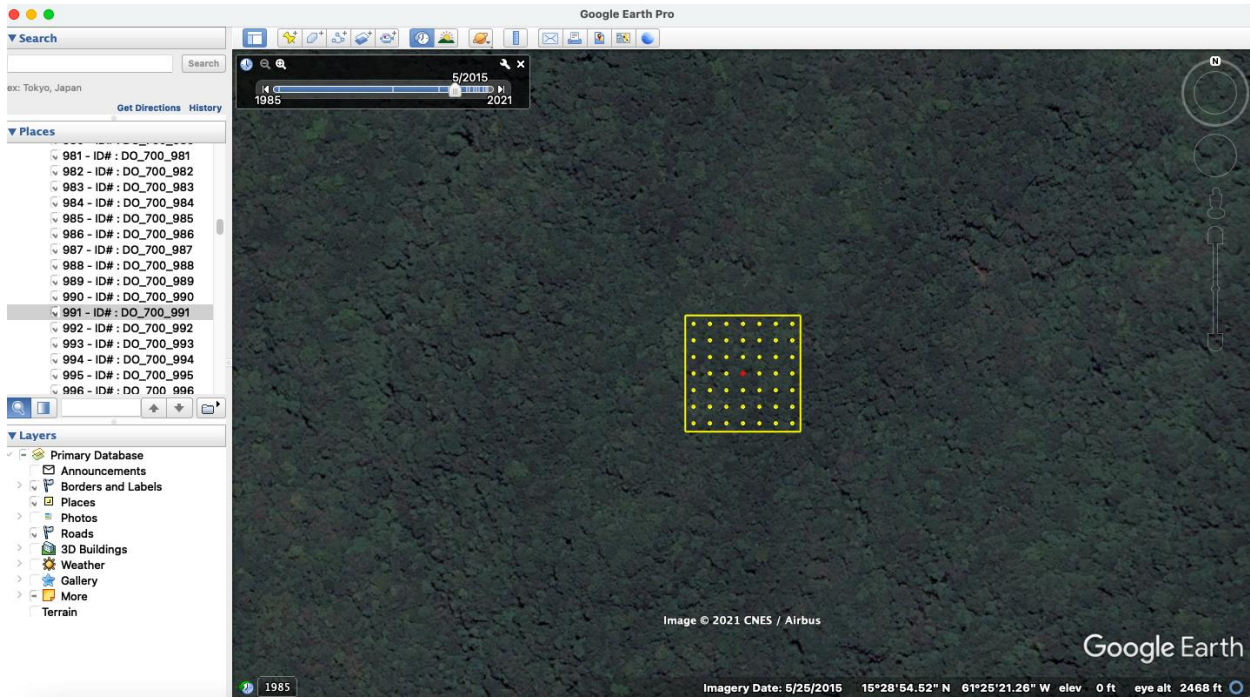 Google Earth Pro
Search
Search
ex: Tokyo, Japan
Get Directions History
Places
981 - ID# : DO_700_981
982 - ID# : DO_700_982
983 - ID# : DO_700_983
984 - ID# : DO_700_984
985 - ID# : DO_700_985
986 - ID# : DO_700_986
987 - ID# : DO_700_987
988 - ID# : DO_700_988
989 - ID# : DO_700_989
990 - ID# : DO_700_990
991 - ID# : DO_700_991
992 - ID# : DO_700_992
993 - ID# : DO_700_993
994 - ID# : DO_700_994
995 - ID# : DO_700_995
996 - ID# : DO_700_996
Layers
Primary Database
Announcements
Borders and Labels
Places
Photos
Roads
3D Buildings
Weather
Gallery
More
Terrain
5/2015
1985 2021
N
Image © 2021 CNES / Airbus
Google Earth
1985
Imagery Date: 5/25/2015 15°28'54.52" N 61°25'21.26" W elev 0 ft eye alt 2468 ft